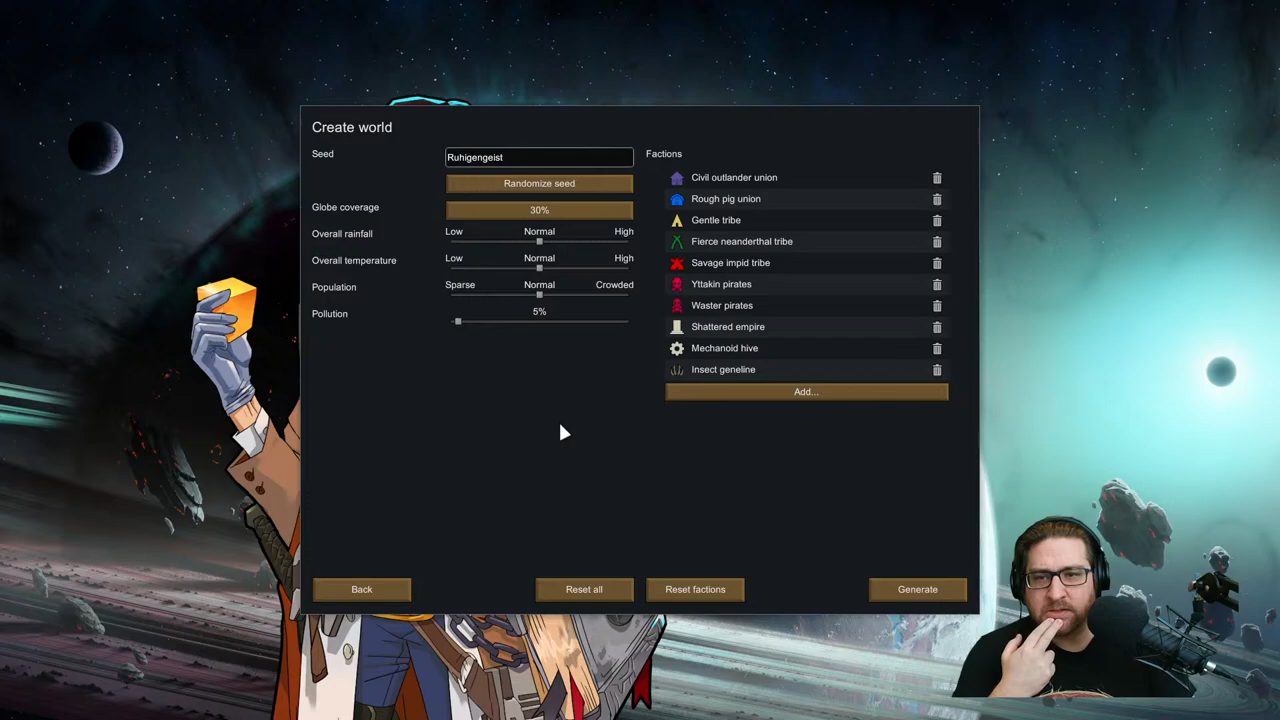 Create world
Seed
Ruhigengeist
Randomize seed
Globe coverage
30%
Overall rainfall
Low Normal High
Overall temperature
Low Normal High
Population
Sparse Normal Crowded
Pollution
5%
Factions
Civil outlander union
Rough pig union
Gentle tribe
Fierce neanderthal tribe
Savage impid tribe
Yttakin pirates
Waster pirates
Shattered empire
Mechanoid hive
Insect geneline
Add...
Back
Reset all
Reset factions
Generate